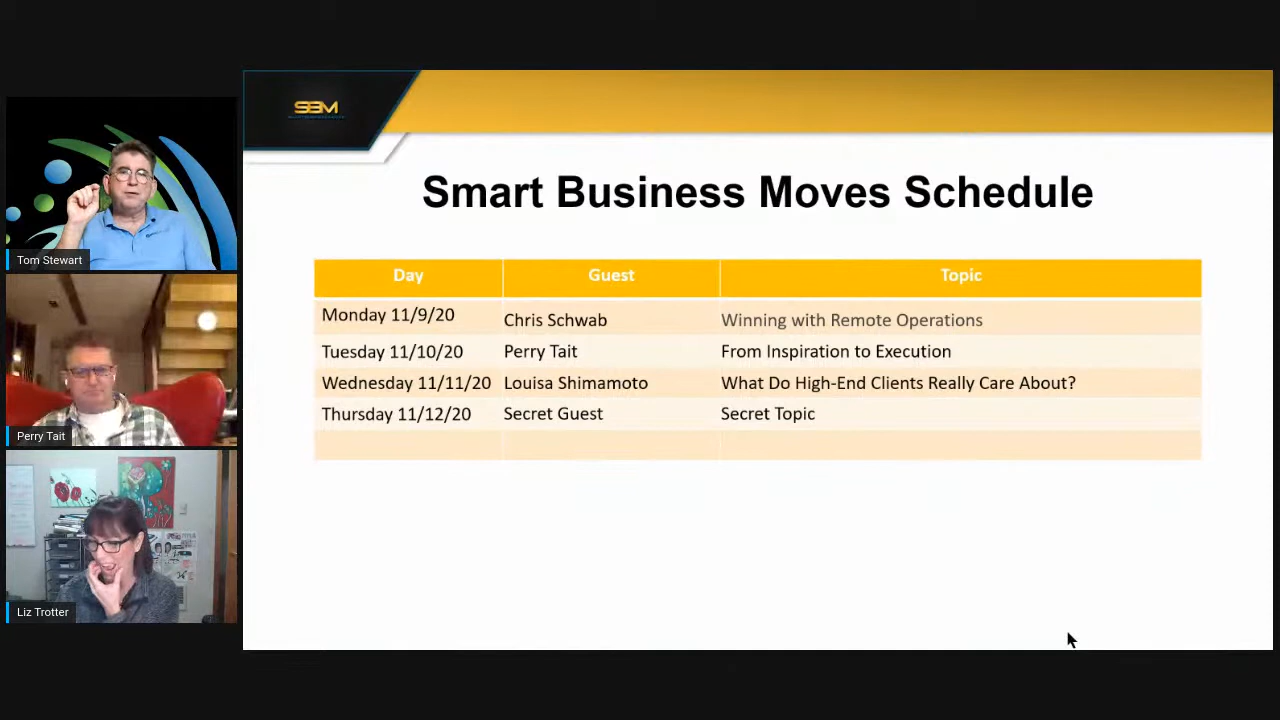 SBM
Smart Business Moves Schedule
Day Guest Topic
Monday 11/9/20 Chris Schwab Winning with Remote Operations
Tuesday 11/10/20 Perry Tait From Inspiration to Execution
Wednesday 11/11/20 Louisa Shimamoto What Do High-End Clients Really Care About?
Thursday 11/12/20 Secret Guest Secret Topic
Tom Stewart
Perry Tait
Liz Trotter